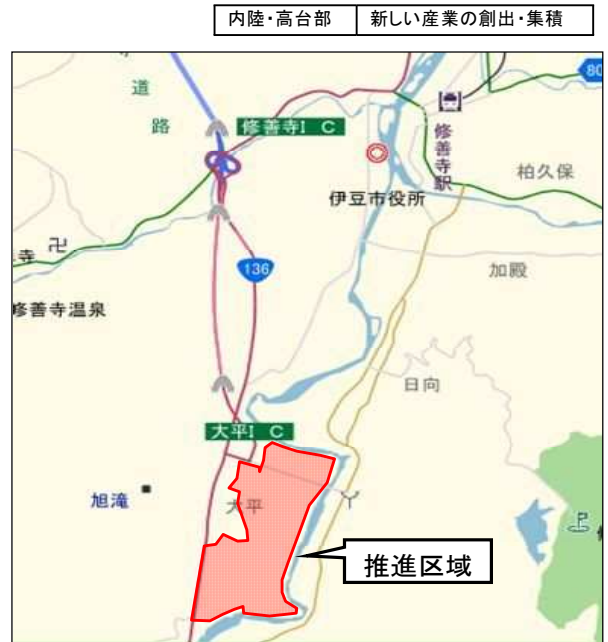 内陸・高台部 新しい産業の創出・集積
道
路
80
修善寺I C
修善寺駅
柏久保
伊豆市役所
卍
寺
136
加殿
修善寺温泉
日向
大平I C
旭滝
大平
推進区域